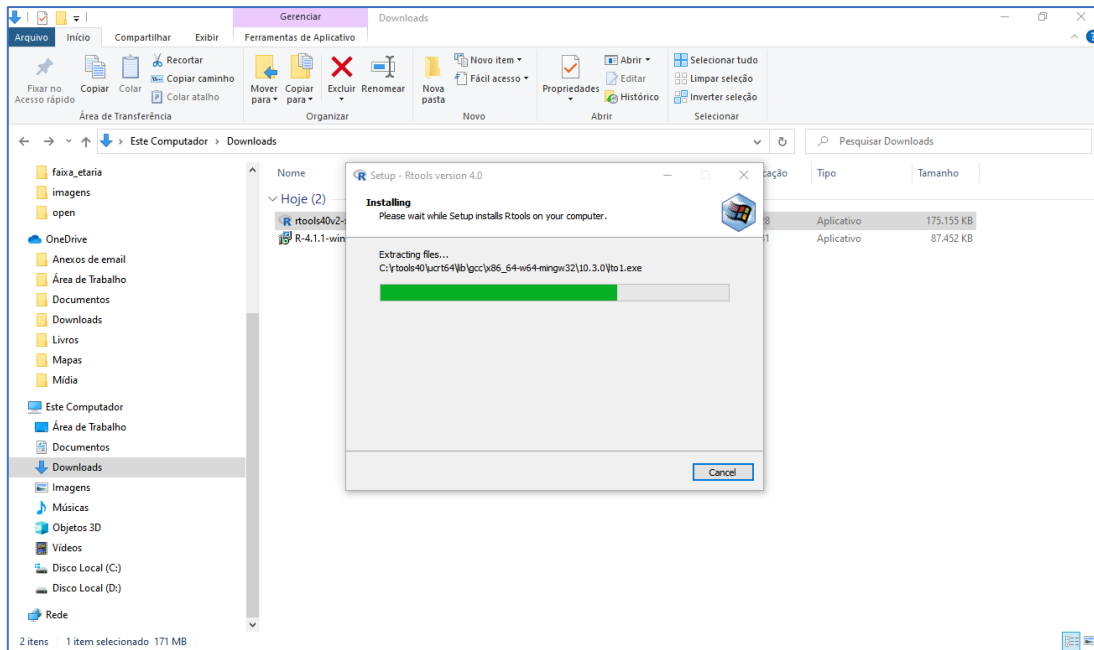 Gerenciar Downloads
Arquivo Início Compartilhar Exibir Ferramentas de Aplicativo
Fixar no Acesso rápido
Copiar
Colar
Recortar
Copiar caminho
Colar atalho
Área de Transferência
Mover para
Copiar para
Excluir
Renomear
Organizar
Nova pasta
Novo item
Fácil acesso
Novo
Propriedades
Abrir
Editar
Histórico
Abrir
Selecionar tudo
Limpar seleção
Inverter seleção
Selecionar
Este Computador Downloads
Pesquisar Downloads
faixa_etaria
imagens
open
OneDrive
Anexos de email
Área de Trabalho
Documentos
Downloads
Livros
Mapas
Mídia
Este Computador
Área de Trabalho
Documentos
Downloads
Imagens
Músicas
Objetos 3D
Vídeos
Disco Local (C:)
Disco Local (D:)
Rede
Nome Tipo Tamanho
Hoje (2)
rtools40v2- Aplicativo 175.155 KB
R-4.1.1-win Aplicativo 87.452 KB
Setup - Rtools version 4.0
Installing
Please wait while Setup installs Rtools on your computer.
Extracting files...
C:\rtools40\ucrt64\lib\gcc\x86_64-w64-mingw32\10.3.0\lto1.exe
Cancel
2 itens 1 item selecionado 171 MB